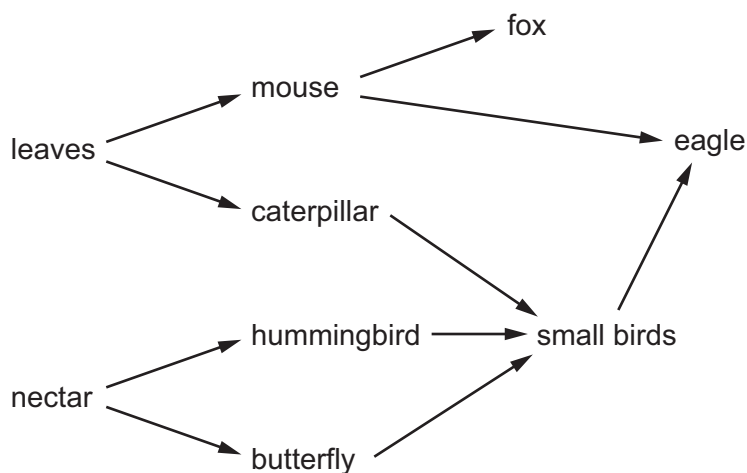 fox
mouse
eagle
leaves
caterpillar
hummingbird
small birds
nectar
butterfly